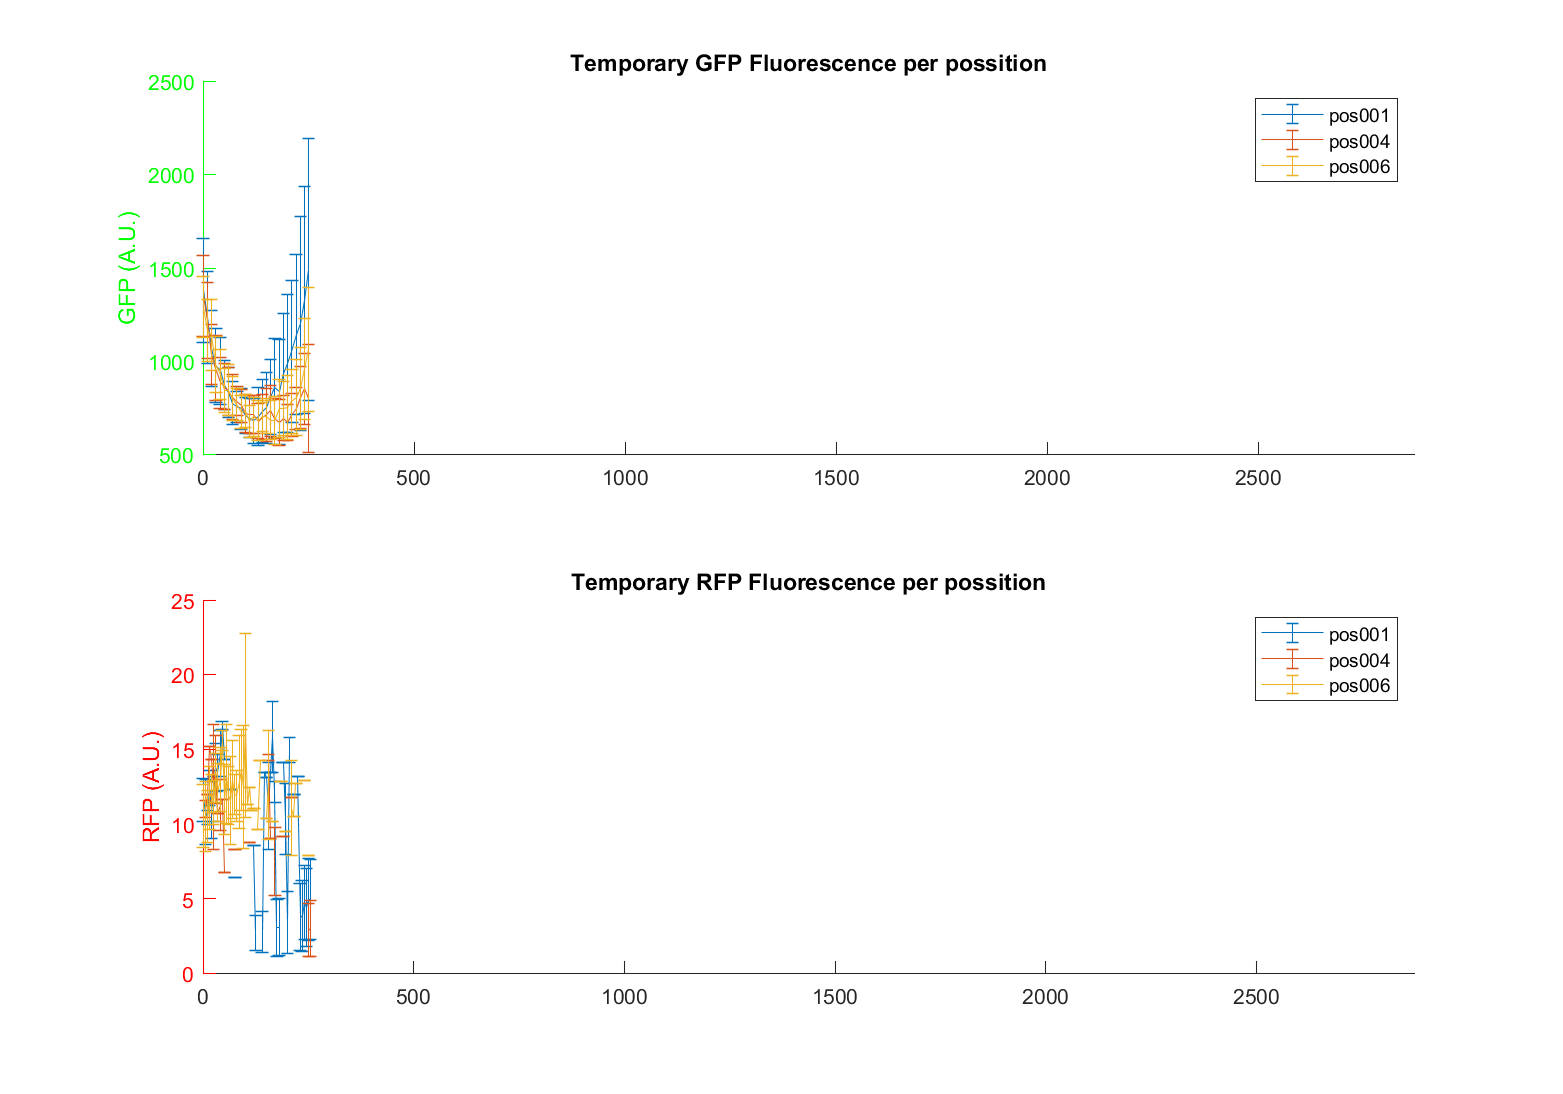 Temporary GFP Fluorescence per possition
2500
2000
1500
1000
500
GFP (A.U.)
pos001
pos004
pos006
0 500 1000 1500 2000 2500
Temporary RFP Fluorescence per possition
25
20
15
10
5
0
RFP (A.U.)
pos001
pos004
pos006
0 500 1000 1500 2000 2500